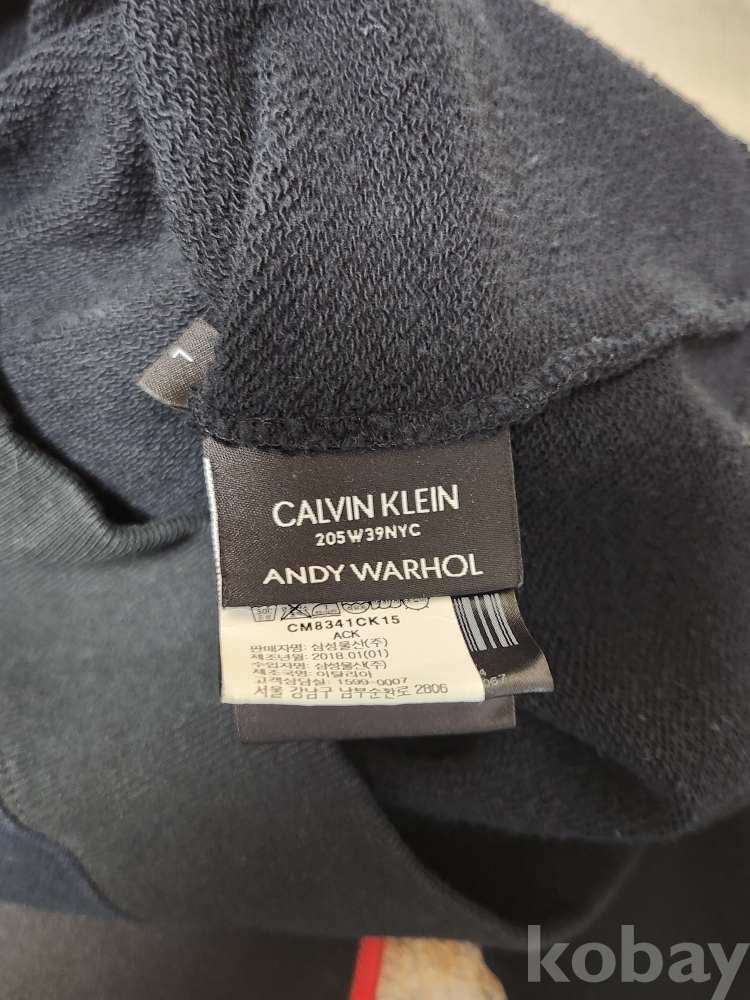 L
CALVIN KLEIN
205W39NYC
ANDY WARHOL
CM8341CK15
ACK
판매자명: 삼성물산(주)
제조년월: 2018.01(01)
수입자명: 삼성물산(주)
제조국명: 이탈리아
고객상담실: 1599-0007
서울 강남구 남부순환로 2806
67
kobay